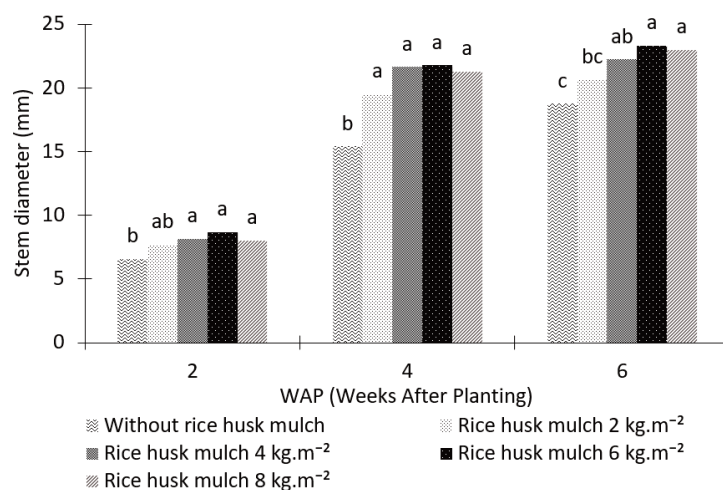 25
20
15
10
5
0
Stem diameter (mm)
b ab a a a
b a a a a
c bc ab a a
2 4 6
WAP (Weeks After Planting)
Without rice husk mulch Rice husk mulch 2 kg.m⁻²
Rice husk mulch 4 kg.m⁻² Rice husk mulch 6 kg.m⁻²
Rice husk mulch 8 kg.m⁻²